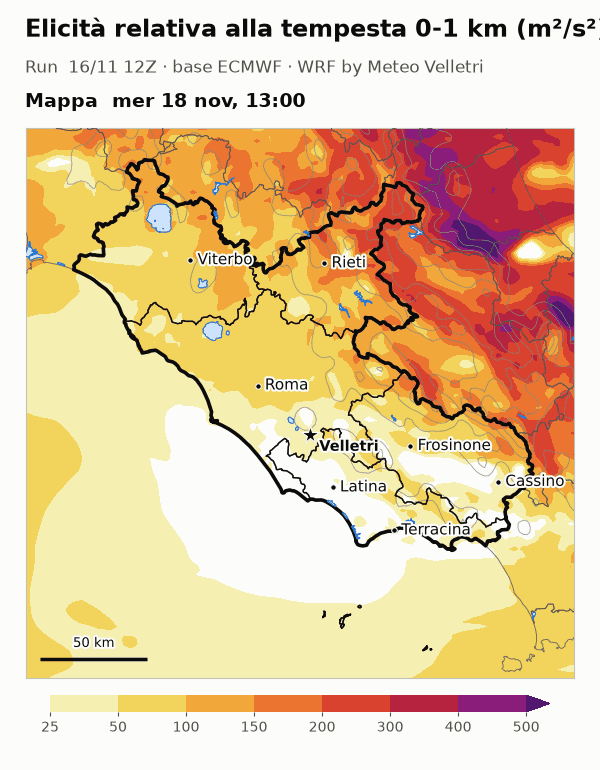 Elicità relativa alla tempesta 0-1 km (m²/s²)
Run 16/11 12Z · base ECMWF · WRF by Meteo Velletri
Mappa mer 18 nov, 13:00
Viterbo
Rieti
Roma
Velletri
Frosinone
Latina
Cassino
Terracina
50 km
25 50 100 150 200 300 400 500